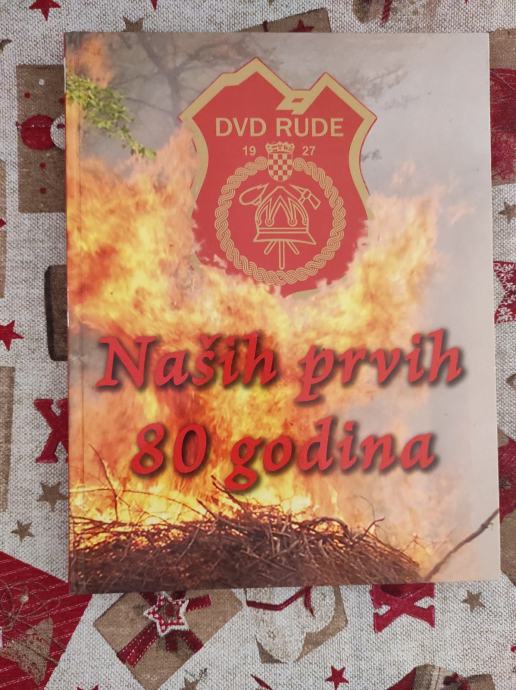 DVD RUDE
19 27
Naših prvih
80 godina